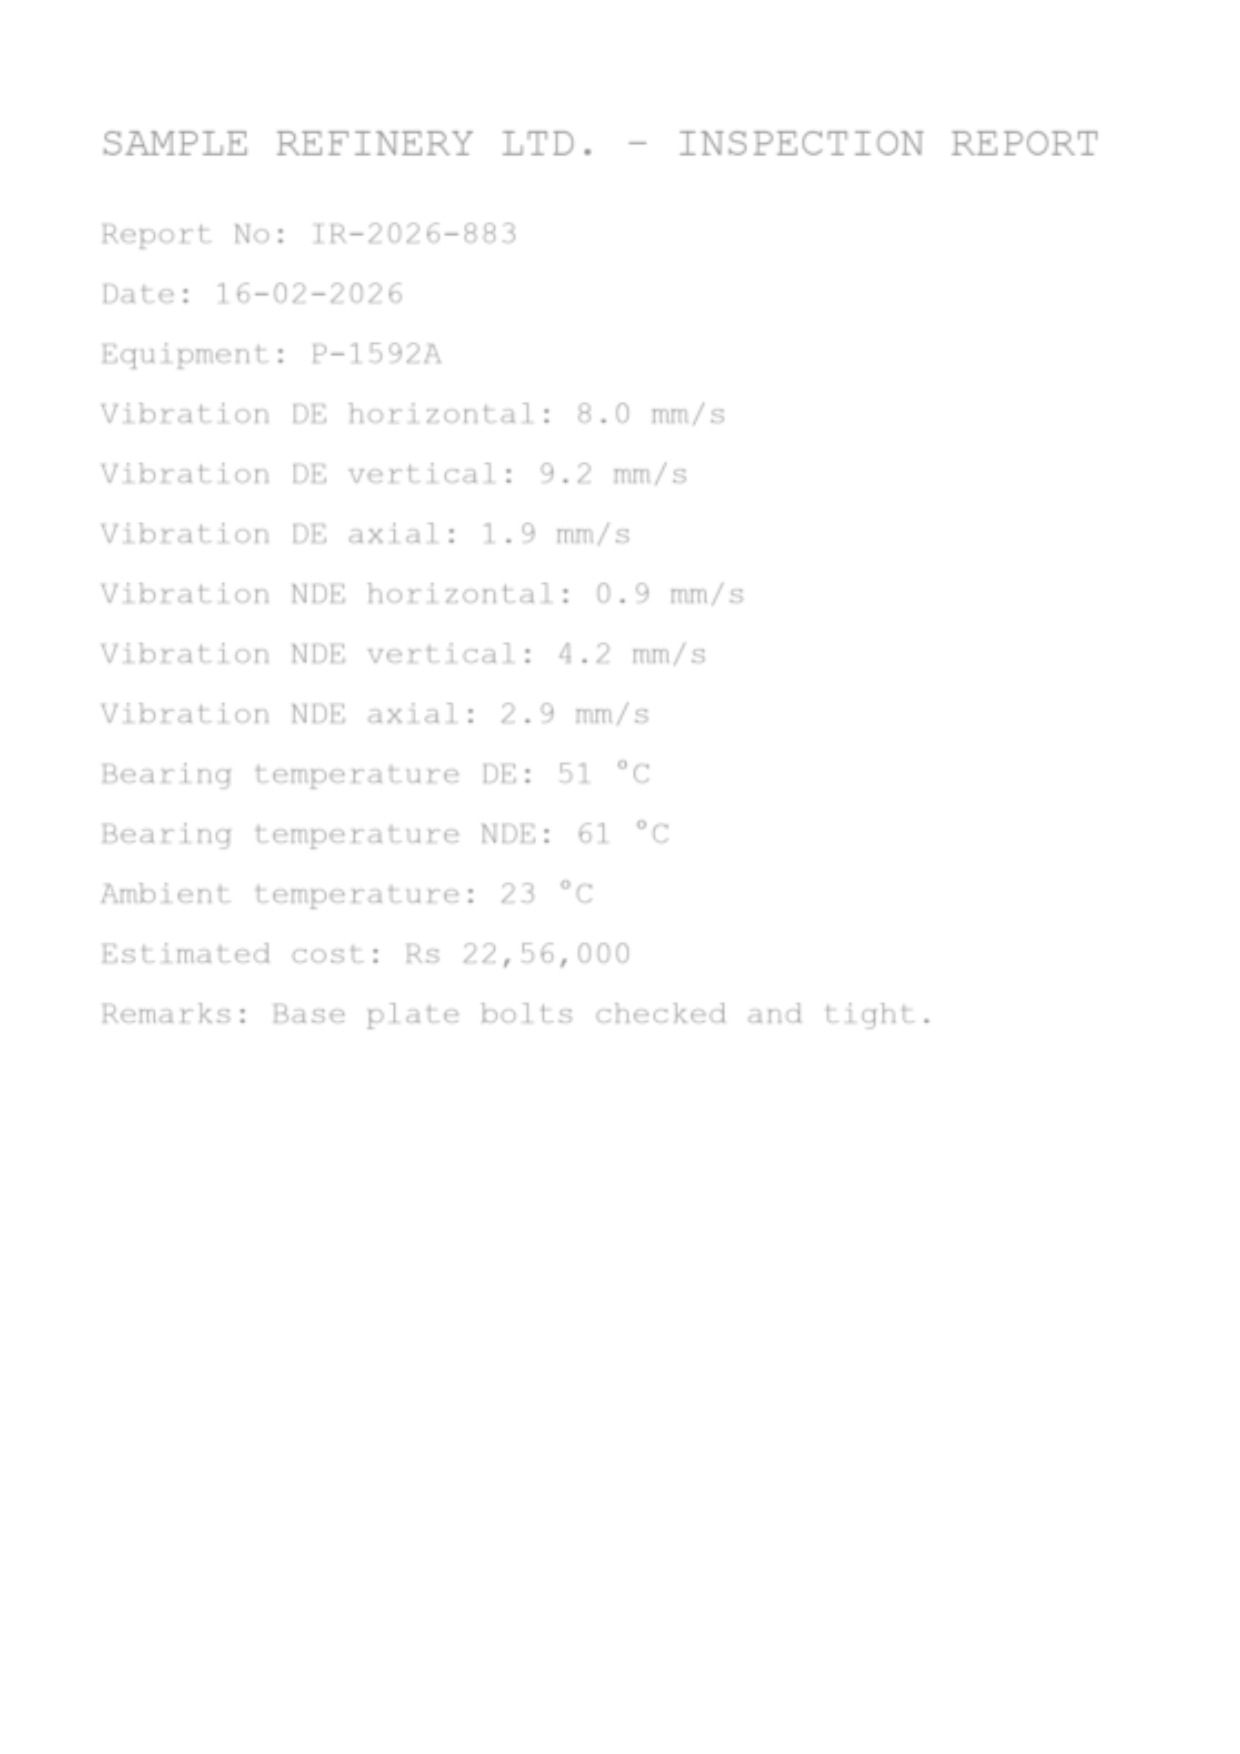 SAMPLE REFINERY LTD. - INSPECTION REPORT
Report No: IR-2026-883
Date: 16-02-2026
Equipment: P-1592A
Vibration DE horizontal: 8.0 mm/s
Vibration DE vertical: 9.2 mm/s
Vibration DE axial: 1.9 mm/s
Vibration NDE horizontal: 0.9 mm/s
Vibration NDE vertical: 4.2 mm/s
Vibration NDE axial: 2.9 mm/s
Bearing temperature DE: 51 °C
Bearing temperature NDE: 61 °C
Ambient temperature: 23 °C
Estimated cost: Rs 22,56,000
Remarks: Base plate bolts checked and tight.